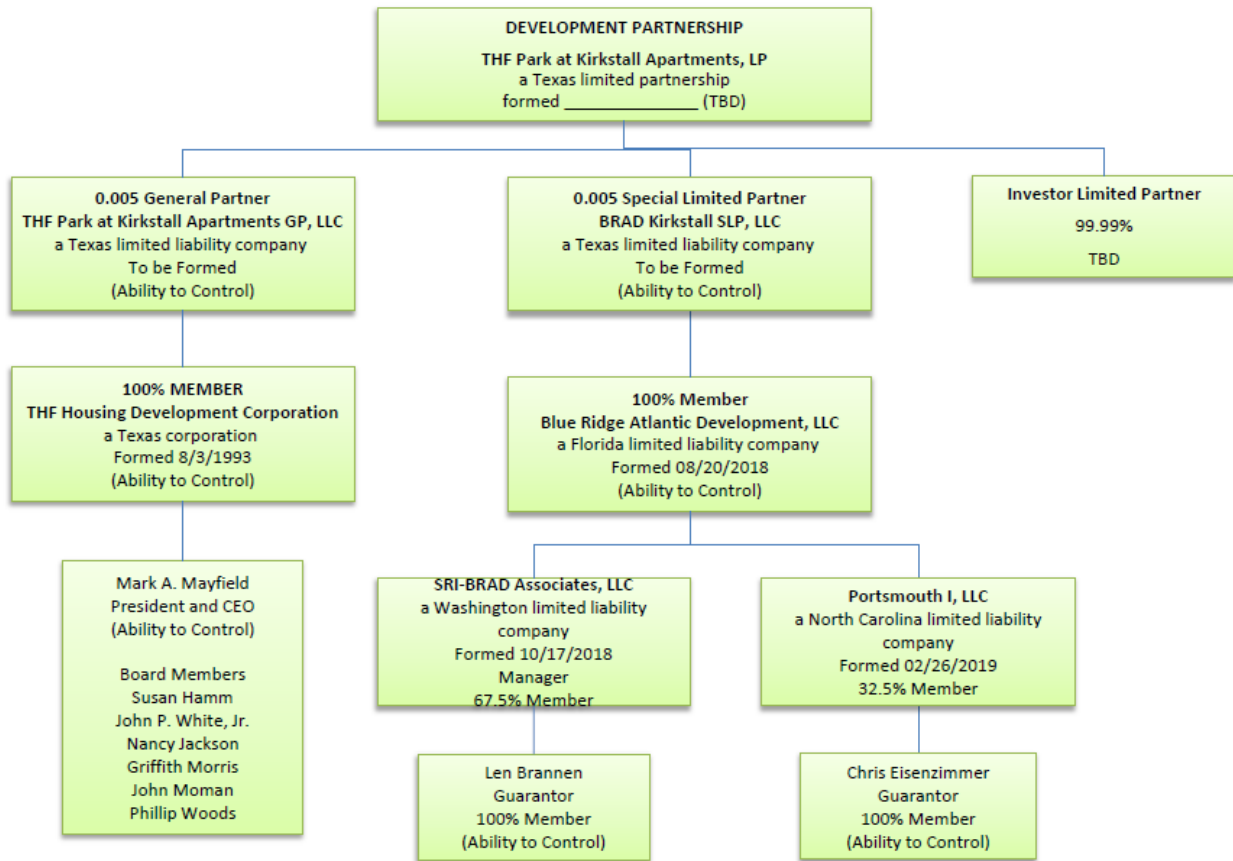 DEVELOPMENT PARTNERSHIP
THF Park at Kirkstall Apartments, LP
a Texas limited partnership
formed _______________ (TBD)
0.005 General Partner
THF Park at Kirkstall Apartments GP, LLC
a Texas limited liability company
To be Formed
(Ability to Control)
0.005 Special Limited Partner
BRAD Kirkstall SLP, LLC
a Texas limited liability company
To be Formed
(Ability to Control)
Investor Limited Partner
99.99%
TBD
100% MEMBER
THF Housing Development Corporation
a Texas corporation
Formed 8/3/1993
(Ability to Control)
100% Member
Blue Ridge Atlantic Development, LLC
a Florida limited liability company
Formed 08/20/2018
(Ability to Control)
Mark A. Mayfield
President and CEO
(Ability to Control)
Board Members
Susan Hamm
John P. White, Jr.
Nancy Jackson
Griffith Morris
John Moman
Phillip Woods
SRI-BRAD Associates, LLC
a Washington limited liability
company
Formed 10/17/2018
Manager
67.5% Member
Portsmouth I, LLC
a North Carolina limited liability
company
Formed 02/26/2019
32.5% Member
Len Brannen
Guarantor
100% Member
(Ability to Control)
Chris Eisenzimmer
Guarantor
100% Member
(Ability to Control)